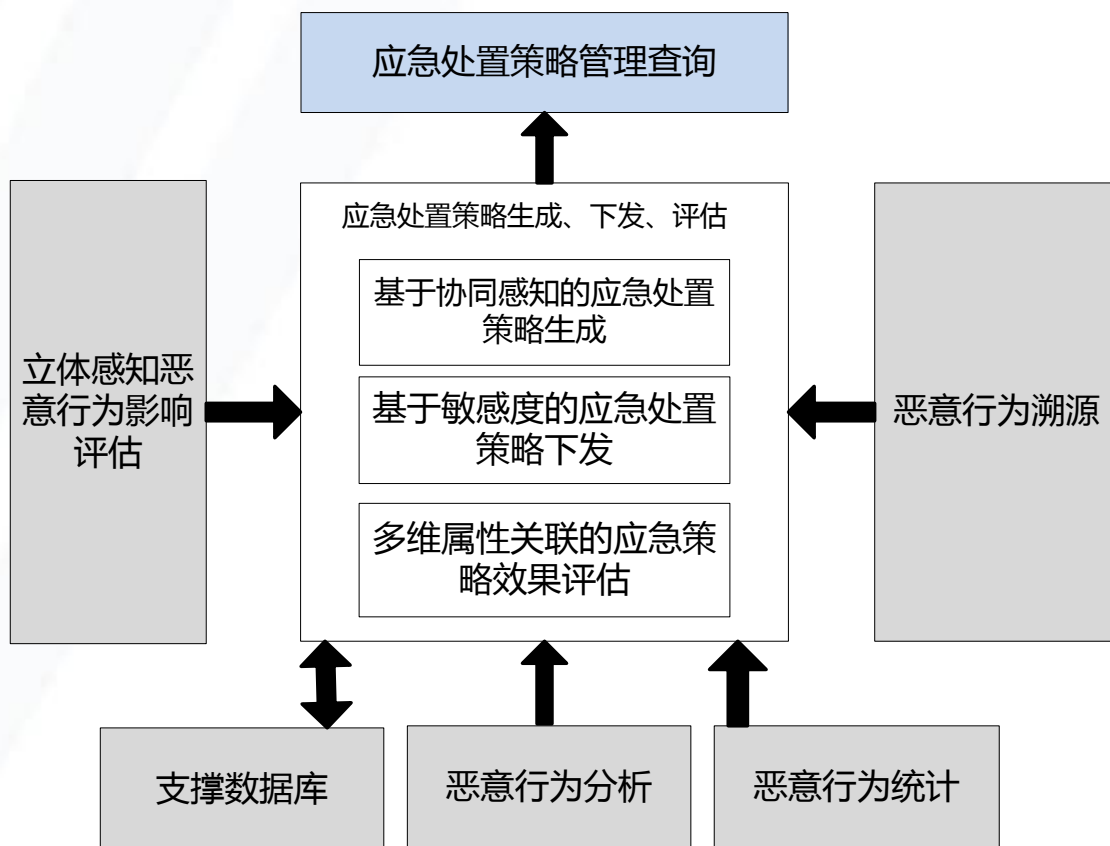 应急处置策略管理查询
应急处置策略生成、下发、评估
基于协同感知的应急处置
策略生成
基于敏感度的应急处置
策略下发
多维属性关联的应急策
略效果评估
立体感知恶
意行为影响
评估
恶意行为溯源
支撑数据库
恶意行为分析
恶意行为统计